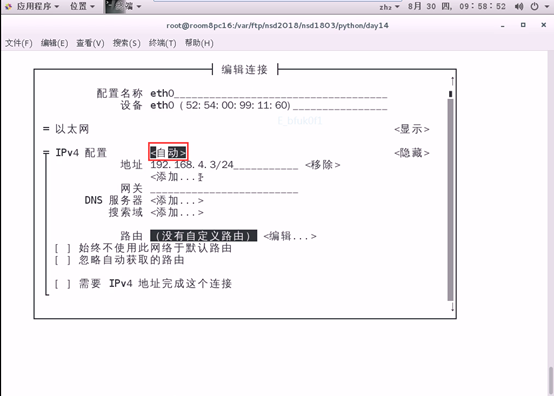 应用程序 位置 端 zhz 8月 30 四, 09:58:52
root@room8pc16:/var/ftp/nsd2018/nsd1803/python/day14
文件(F) 编辑(E) 查看(V) 搜索(S) 终端(T) 帮助(H)
编辑连接
配置名称 eth0
设备 eth0 (52:54:00:99:11:60)
= 以太网 <显示>
IPv4 配置 <自动> <隐藏>
地址 192.168.4.3/24 <移除>
<添加...>
网关
DNS 服务器 <添加...>
搜索域 <添加...>
路由 (没有自定义路由) <编辑...>
[ ] 始终不使用此网络于默认路由
[ ] 忽略自动获取的路由
[ ] 需要 IPv4 地址完成这个连接